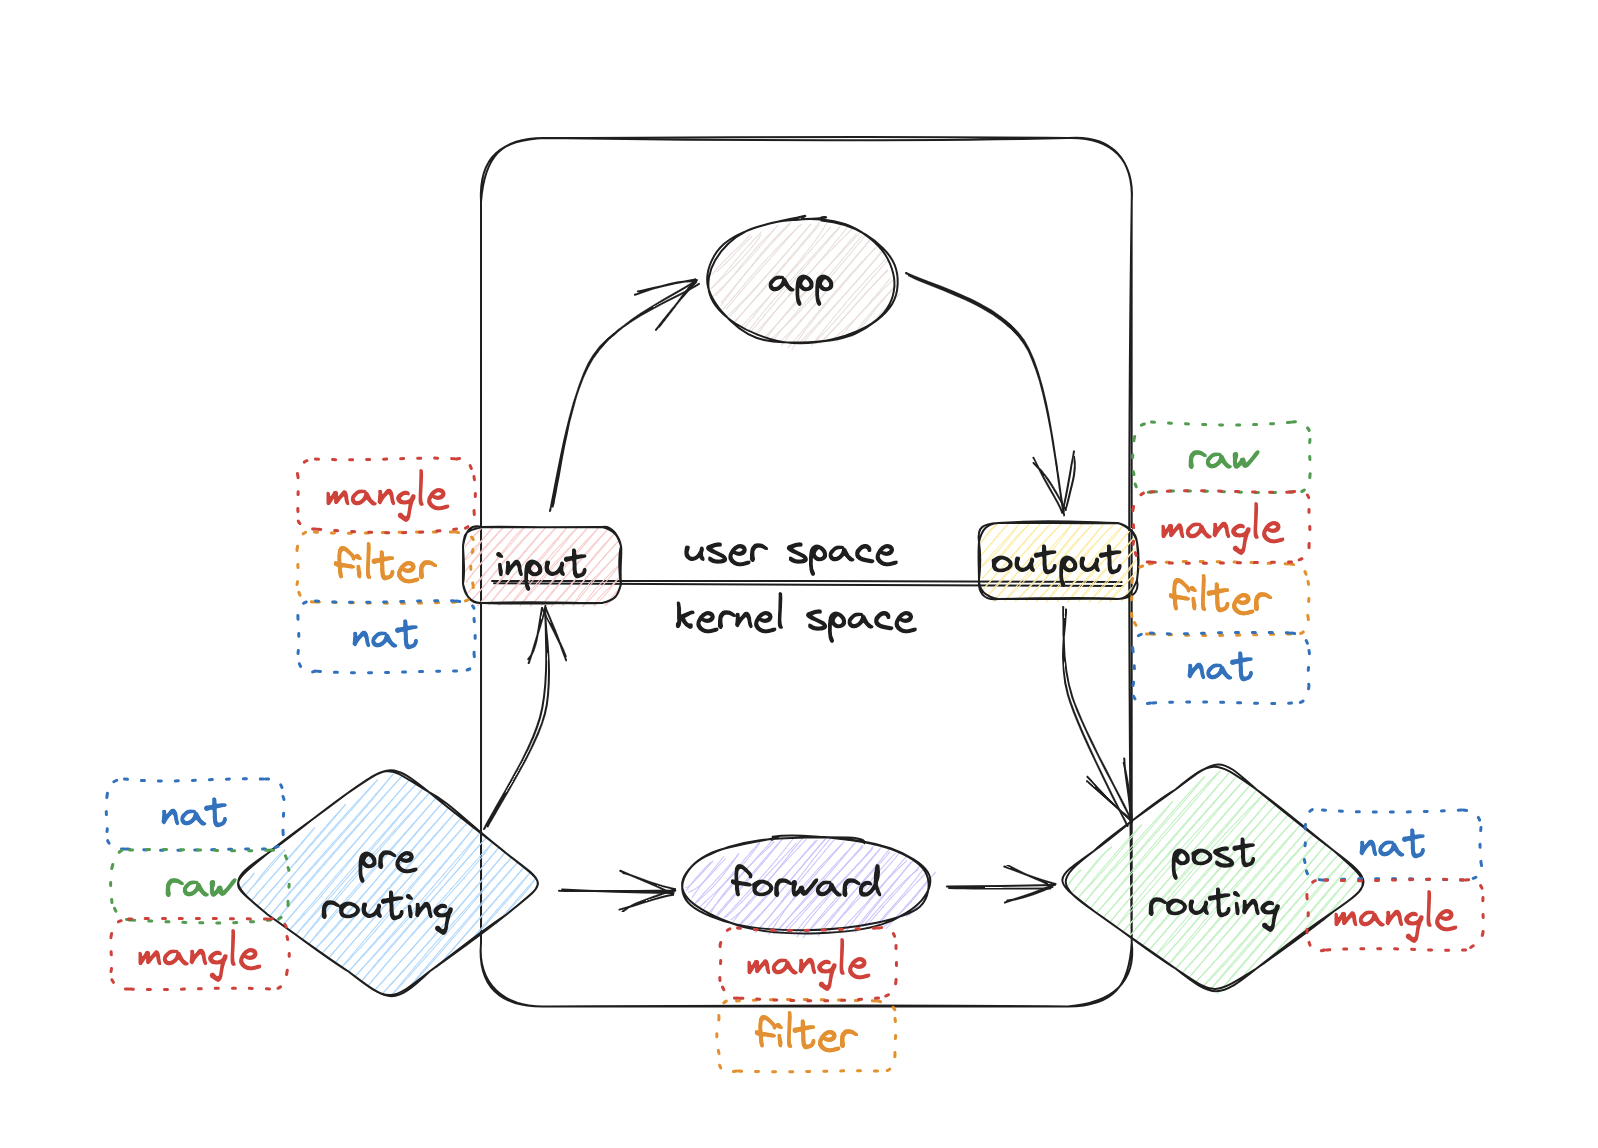 app
raw
mangle
mangle
filter
nat
input
user space
kernel space
output
filter
nat
nat
raw
mangle
pre
routing
forward
mangle
filter
post
routing
nat
mangle